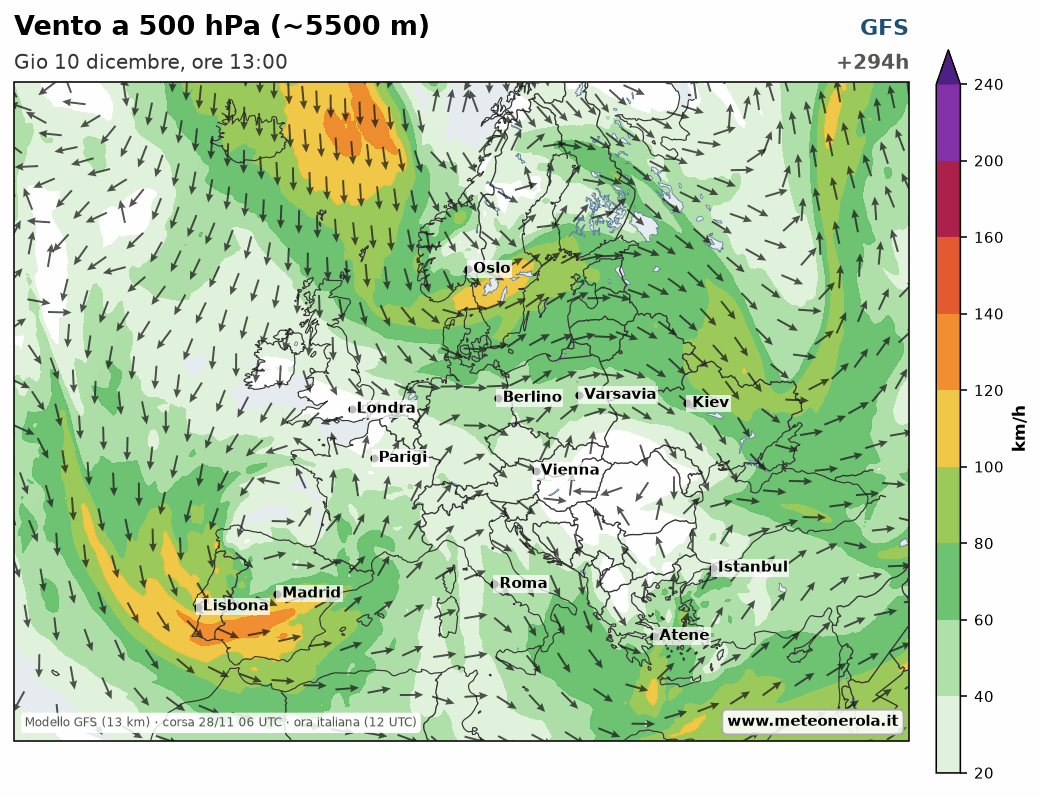 Vento a 500 hPa (~5500 m)
GFS
Gio 10 dicembre, ore 13:00
+294h
240
200
160
140
120
100
80
60
40
20
km/h
Oslo
Berlino
Varsavia
Kiev
Londra
Parigi
Vienna
Istanbul
Roma
Madrid
Lisbona
Atene
Modello GFS (13 km) · corsa 28/11 06 UTC · ora italiana (12 UTC)
www.meteonerola.it